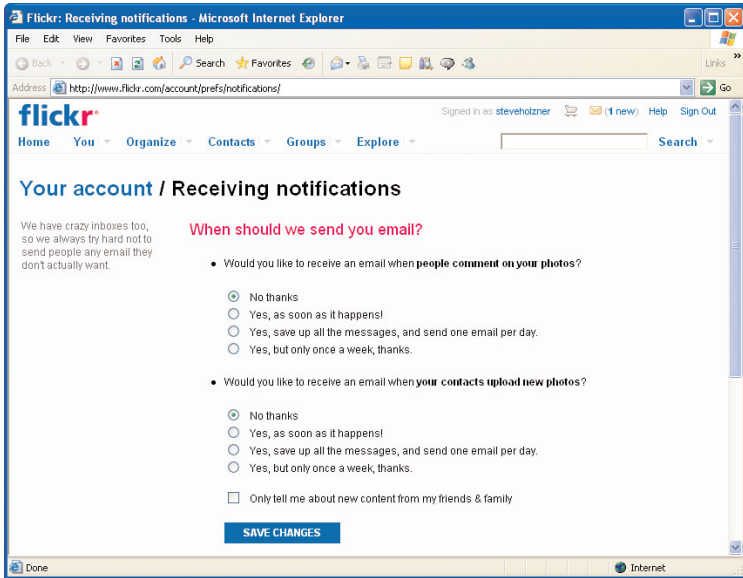 Flickr: Receiving notifications - Microsoft Internet Explorer
File Edit View Favorites Tools Help
Back Search Favorites Links »
Address http://www.flickr.com/account/prefs/notifications/ Go
flickr
Signed in as steveholzner (1 new) Help Sign Out
Home You Organize Contacts Groups Explore Search
Your account / Receiving notifications
We have crazy inboxes too,
so we always try hard not to
send people any email they
don't actually want.
When should we send you email?
• Would you like to receive an email when people comment on your photos?
No thanks
Yes, as soon as it happens!
Yes, save up all the messages, and send one email per day.
Yes, but only once a week, thanks.
• Would you like to receive an email when your contacts upload new photos?
No thanks
Yes, as soon as it happens!
Yes, save up all the messages, and send one email per day.
Yes, but only once a week, thanks.
Only tell me about new content from my friends & family
SAVE CHANGES
Done Internet